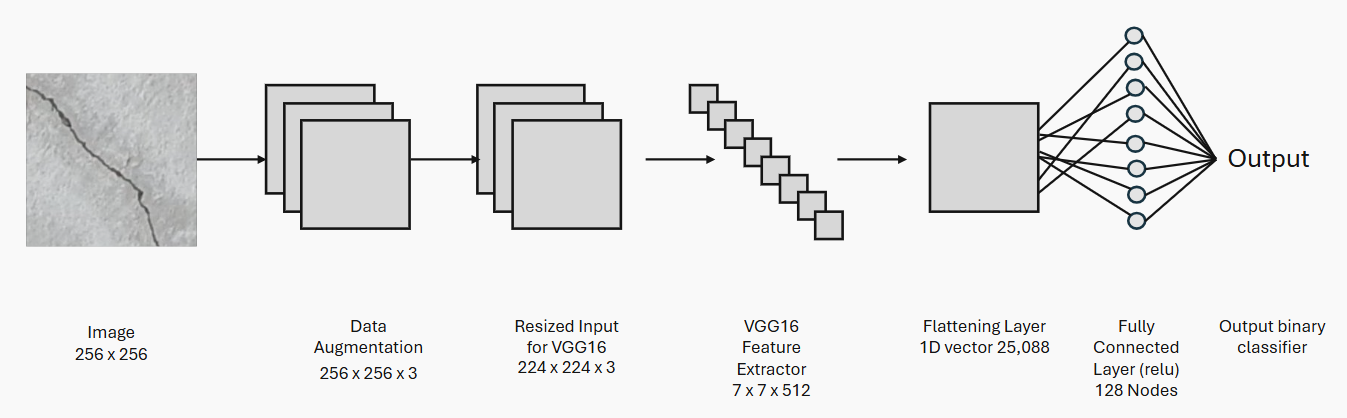 Output
Image
256 x 256
Data
Augmentation
256 x 256 x 3
Resized Input
for VGG16
224 x 224 x 3
VGG16
Feature
Extractor
7 x 7 x 512
Flattening Layer
1D vector 25,088
Fully
Connected
Layer (relu)
128 Nodes
Output binary
classifier